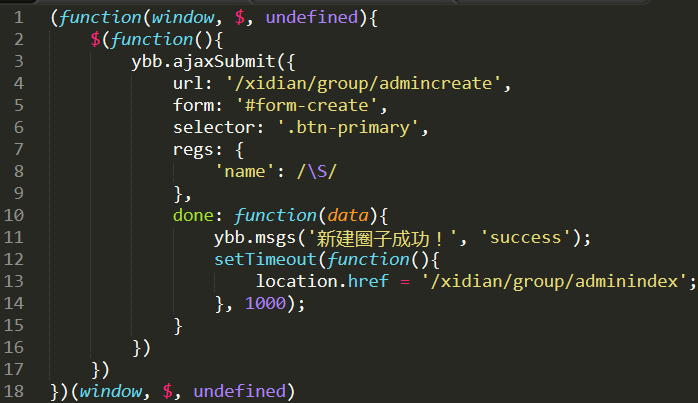 1 (function(window, $, undefined){
2     $(function(){
3         ybb.ajaxSubmit({
4             url: '/xidian/group/admincreate',
5             form: '#form-create',
6             selector: '.btn-primary',
7             regs: {
8                 'name': /\S/
9             },
10             done: function(data){
11                 ybb.msgs('新建圈子成功！', 'success');
12                 setTimeout(function(){
13                     location.href = '/xidian/group/adminindex';
14                 }, 1000);
15             }
16         })
17     })
18 })(window, $, undefined)